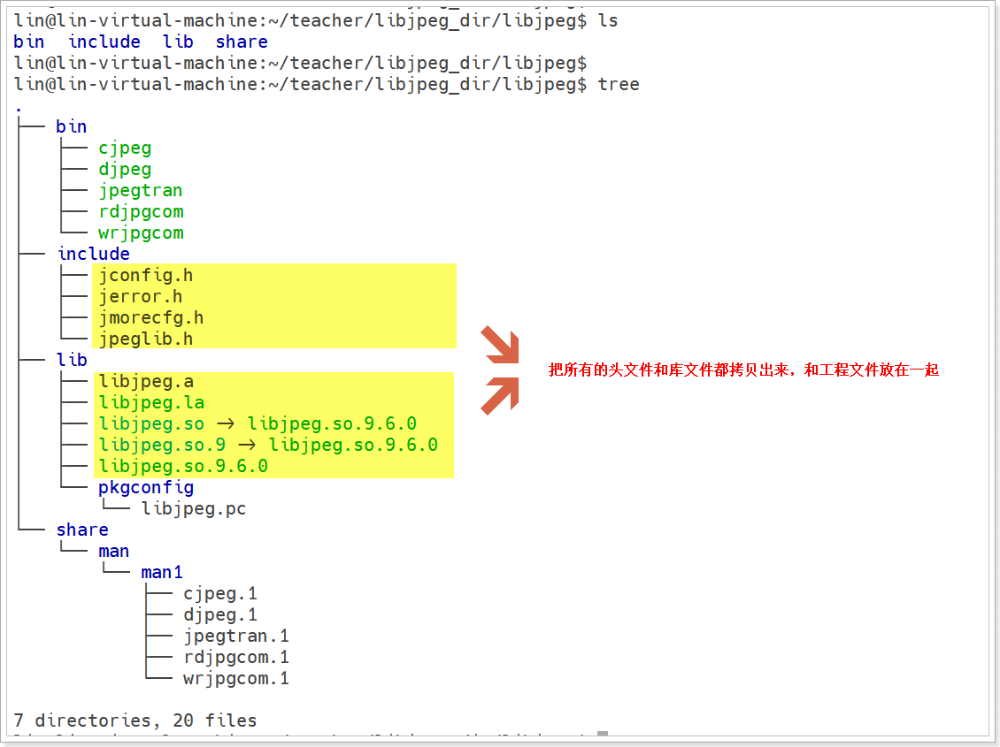 lin@lin-virtual-machine:~/teacher/libjpeg_dir/libjpeg$ ls
bin  include  lib  share
lin@lin-virtual-machine:~/teacher/libjpeg_dir/libjpeg$
lin@lin-virtual-machine:~/teacher/libjpeg_dir/libjpeg$ tree
.
├── bin
│   ├── cjpeg
│   ├── djpeg
│   ├── jpegtran
│   ├── rdjpgcom
│   └── wrjpgcom
├── include
│   ├── jconfig.h
│   ├── jerror.h
│   ├── jmorecfg.h
│   └── jpeglib.h
├── lib
│   ├── libjpeg.a
│   ├── libjpeg.la
│   ├── libjpeg.so -> libjpeg.so.9.6.0
│   ├── libjpeg.so.9 -> libjpeg.so.9.6.0
│   ├── libjpeg.so.9.6.0
│   └── pkgconfig
│       └── libjpeg.pc
└── share
    └── man
        └── man1
            ├── cjpeg.1
            ├── djpeg.1
            ├── jpegtran.1
            ├── rdjpgcom.1
            └── wrjpgcom.1
7 directories, 20 files
把所有的头文件和库文件都拷贝出来，和工程文件放在一起